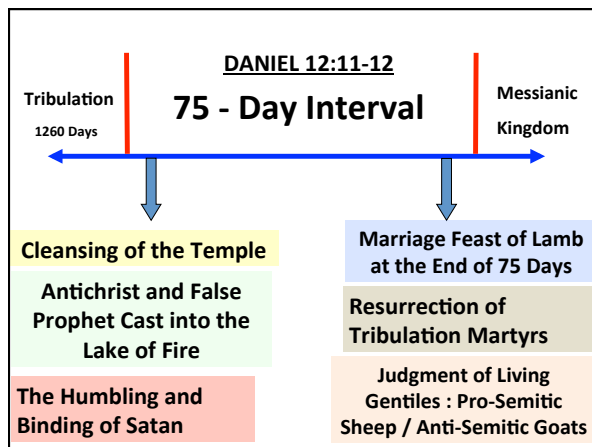 DANIEL 12:11-12
75 - Day Interval
Tribulation
1260 Days
Messianic
Kingdom
Cleansing of the Temple
Antichrist and False
Prophet Cast into the
Lake of Fire
The Humbling and
Binding of Satan
Marriage Feast of Lamb
at the End of 75 Days
Resurrection of
Tribulation Martyrs
Judgment of Living
Gentiles : Pro-Semitic
Sheep / Anti-Semitic Goats